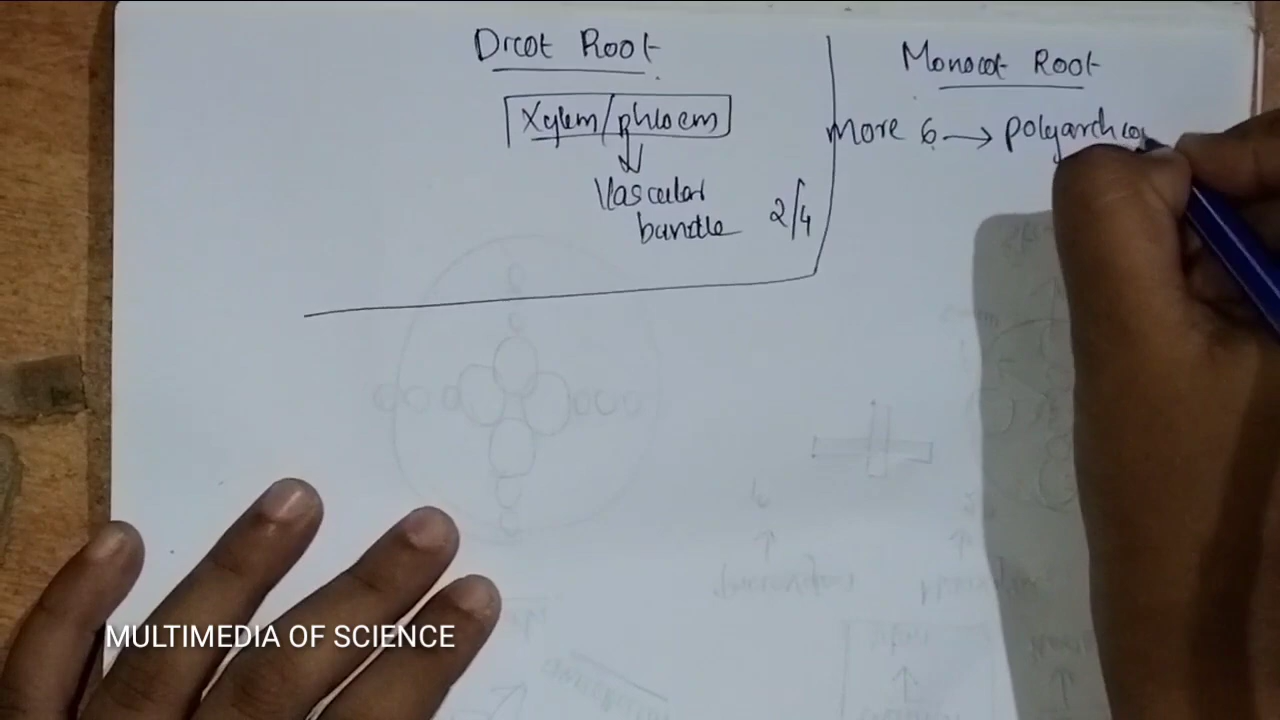 Dicot Root
Xylem/phloem
Vascular
bundle 2/4
Monocot Root
more 6 → polyarch
MULTIMEDIA OF SCIENCE